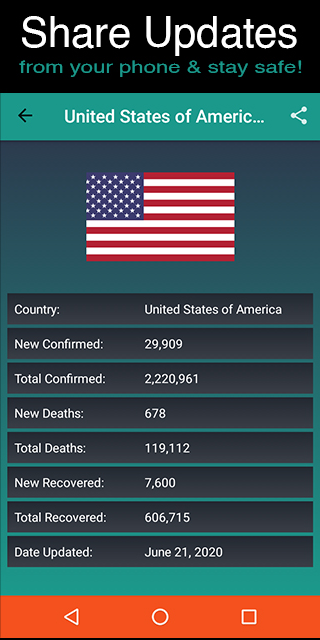 Share Updates
from your phone & stay safe!
United States of Americ...
Country: United States of America
New Confirmed: 29,909
Total Confirmed: 2,220,961
New Deaths: 678
Total Deaths: 119,112
New Recovered: 7,600
Total Recovered: 606,715
Date Updated: June 21, 2020